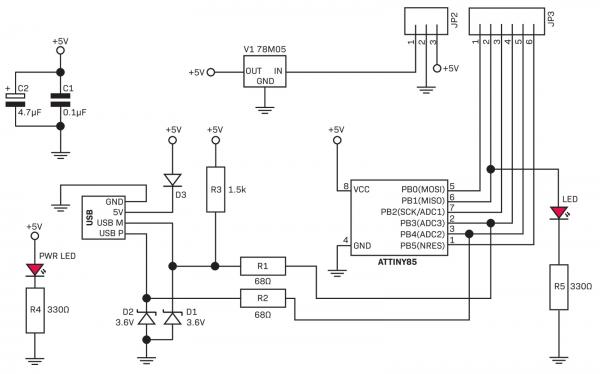 JP2
JP3
1 2 3
1 2 3 4 5 6
+5V
+5V
V1 78M05
+5V
OUT IN
GND
+ C2
4.7µF
C1
0.1µF
+5V
D3
+5V
R3 1.5k
+5V
8 VCC
4 GND
PB0(MOSI) 5
PB1(MISO) 6
PB2(SCK/ADC1) 7
PB3(ADC3) 2
PB4(ADC2) 3
PB5(NRES) 1
ATTINY85
LED
R5 330Ω
USB
GND
5V
USB M
USB P
+5V
PWR LED
R4 330Ω
R1
68Ω
R2
68Ω
D2
3.6V
D1
3.6V